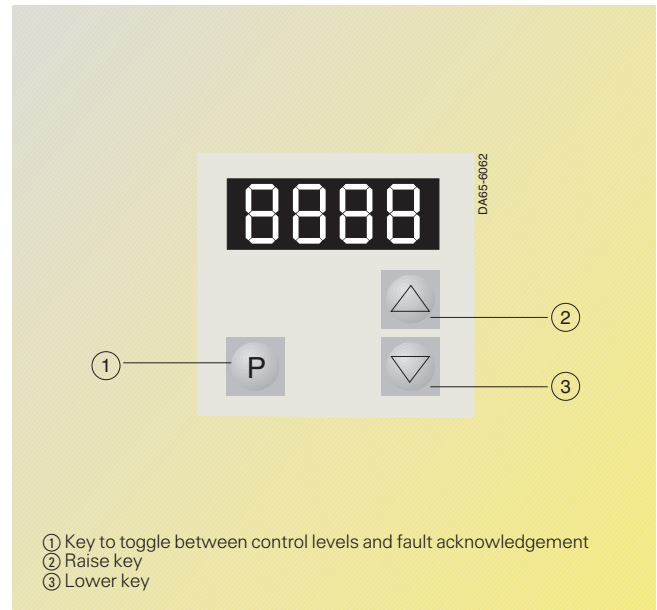 8888
DA65-6062
2
1
P
3
① Key to toggle between control levels and fault acknowledgement
② Raise key
③ Lower key